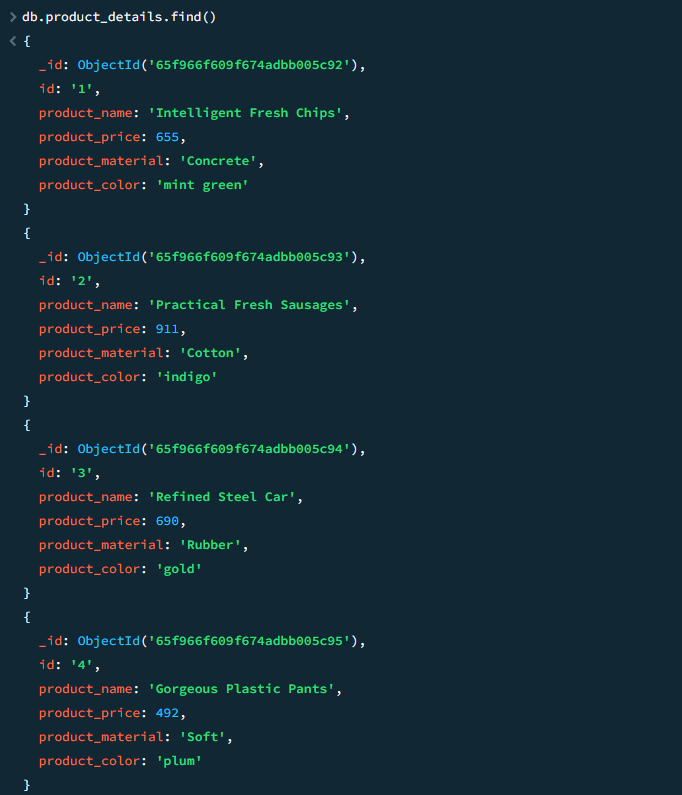 db.product_details.find()
{
_id: ObjectId('65f966f609f674adbb005c92'),
id: '1',
product_name: 'Intelligent Fresh Chips',
product_price: 655,
product_material: 'Concrete',
product_color: 'mint green'
}
{
_id: ObjectId('65f966f609f674adbb005c93'),
id: '2',
product_name: 'Practical Fresh Sausages',
product_price: 911,
product_material: 'Cotton',
product_color: 'indigo'
}
{
_id: ObjectId('65f966f609f674adbb005c94'),
id: '3',
product_name: 'Refined Steel Car',
product_price: 690,
product_material: 'Rubber',
product_color: 'gold'
}
{
_id: ObjectId('65f966f609f674adbb005c95'),
id: '4',
product_name: 'Gorgeous Plastic Pants',
product_price: 492,
product_material: 'Soft',
product_color: 'plum'
}